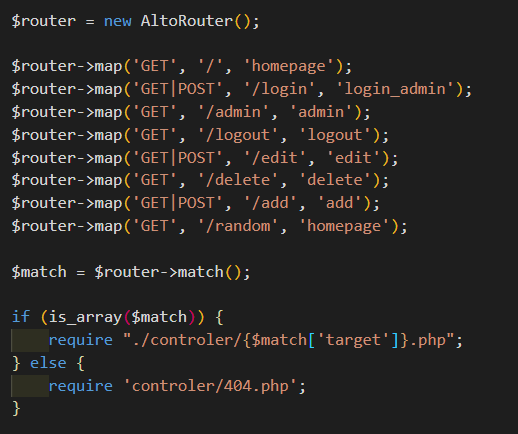 $router = new AltoRouter();

$router->map('GET', '/', 'homepage');
$router->map('GET|POST', '/login', 'login_admin');
$router->map('GET', '/admin', 'admin');
$router->map('GET', '/logout', 'logout');
$router->map('GET|POST', '/edit', 'edit');
$router->map('GET', '/delete', 'delete');
$router->map('GET|POST', '/add', 'add');
$router->map('GET', '/random', 'homepage');

$match = $router->match();

if (is_array($match)) {
    require "./controler/{$match['target']}.php";
} else {
    require 'controler/404.php';
}